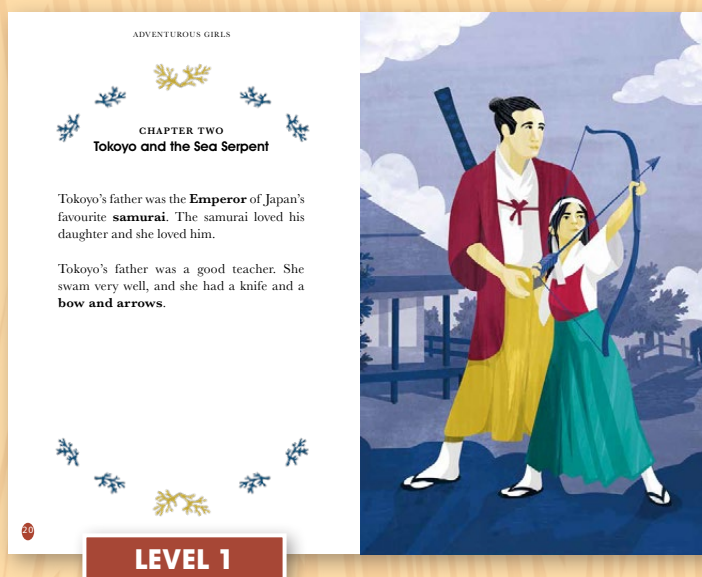 ADVENTUROUS GIRLS
CHAPTER TWO
Tokoyo and the Sea Serpent
Tokoyo’s father was the Emperor of Japan’s
favourite samurai. The samurai loved his
daughter and she loved him.
Tokoyo’s father was a good teacher. She
swam very well, and she had a knife and a
bow and arrows.
20
LEVEL 1